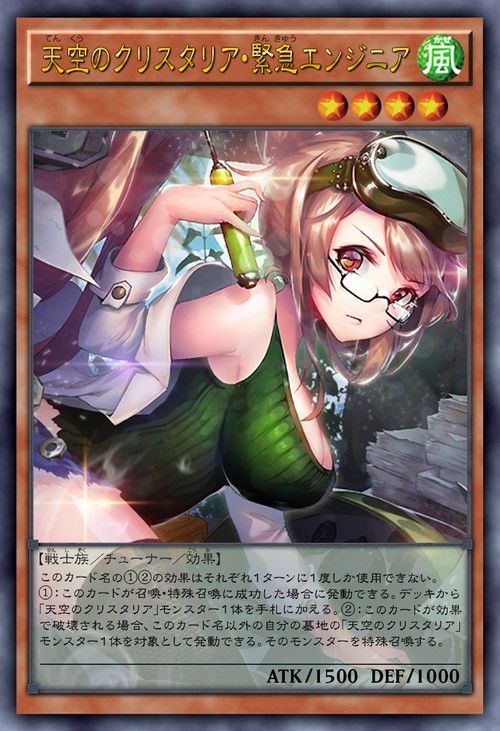 天空のクリスタリア・緊急エンジニア
風
【戦士族／チューナー／効果】
このカード名の①②の効果はそれぞれ1ターンに1度しか使用できない。
①：このカードが召喚・特殊召喚に成功した場合に発動できる。デッキから
「天空のクリスタリア」モンスター1体を手札に加える。②：このカードが効果
で破壊される場合、このカード名以外の自分の墓地の「天空のクリスタリア」
モンスター1体を対象として発動できる。そのモンスターを特殊召喚する。
ATK/1500 DEF/1000